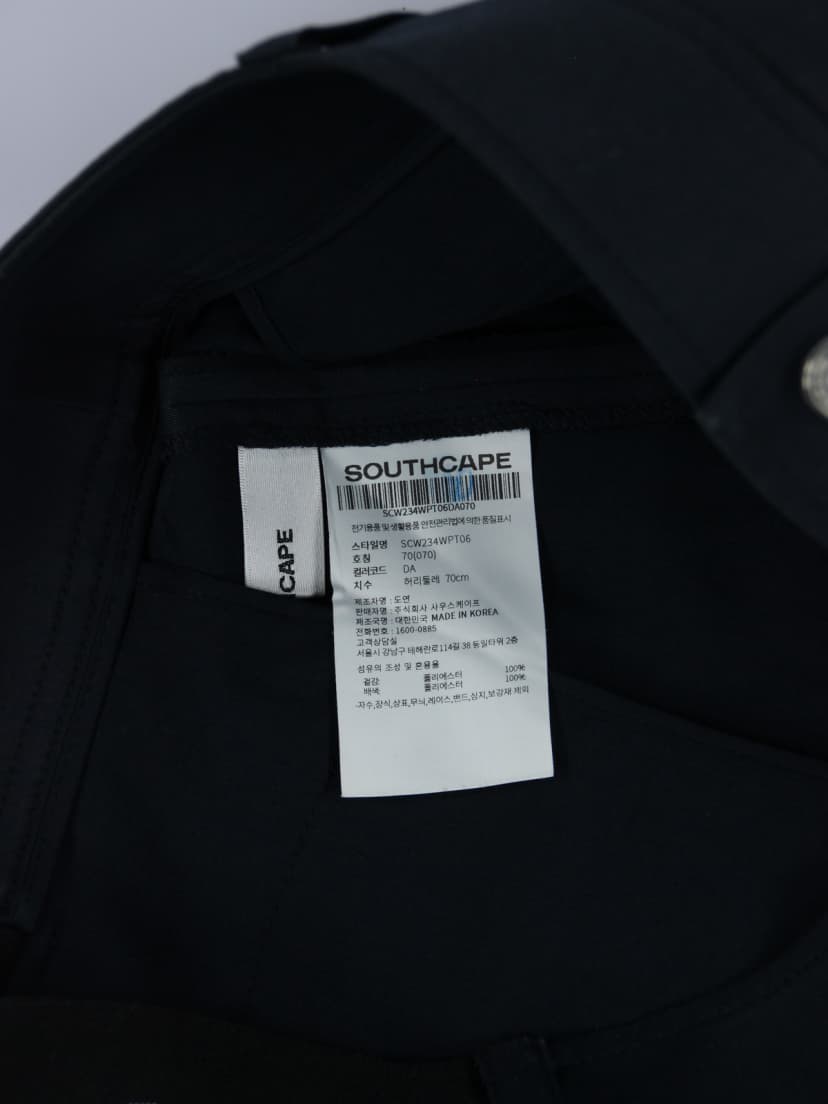 SOUTHCAPE
SCW234WPT06DA070
전기용품 및 생활용품 안전관리법에 의한 품질표시
스타일명 SCW234WPT06
호칭 70(070)
컬러코드 DA
치수 허리둘레 70cm
제조자명 : 도연
판매자명 : 주식회사 사우스케이프
제조국명 : 대한민국 MADE IN KOREA
전화번호 : 1600-0885
고객상담실
서울시 강남구 테헤란로114길 38 동일타워 2층
섬유의 조성 및 혼용율
겉감: 폴리에스터 100%
배색: 폴리에스터 100%
-자수,장식,상표,무늬,레이스,밴드,심지,보강재 제외
CAPE